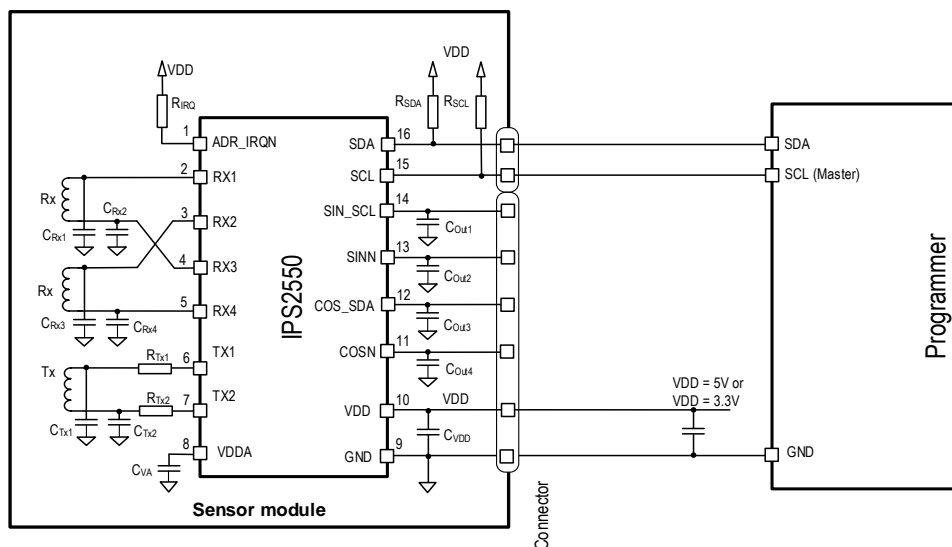 VDD
VDD
RIRQ
RSDA
RSCL
1
ADR_IRQN
SDA
16
SDA
2
RX1
SCL
15
SCL (Master)
Rx
CRx1
CRx2
3
RX2
SIN_SCL
14
COut1
4
RX3
SINN
13
COut2
Rx
CRx3
CRx4
5
RX4
COS_SDA
12
COut3
IPS2550
Programmer
TX1
RTx1
6
COSN
11
COut4
Tx
TX2
RTx2
7
VDD
10
VDD
VDD = 5V or
VDD = 3.3V
CTx1
CTx2
8
VDDA
CVDD
CVA
GND
9
GND
Sensor module
Connector